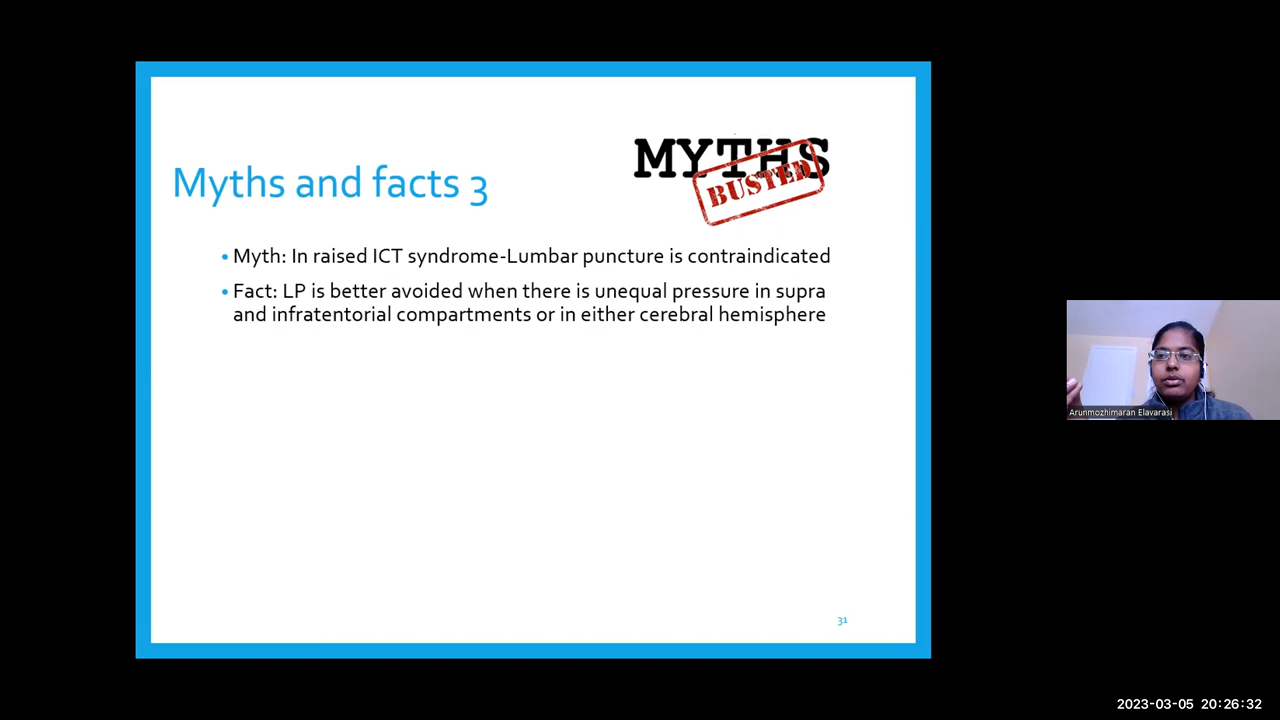 MYTHS
BUSTED
Myths and facts 3
• Myth: In raised ICT syndrome-Lumbar puncture is contraindicated
• Fact: LP is better avoided when there is unequal pressure in supra
and infratentorial compartments or in either cerebral hemisphere
Arunmozhimaran Elavarasi
31
2023-03-05 20:26:32